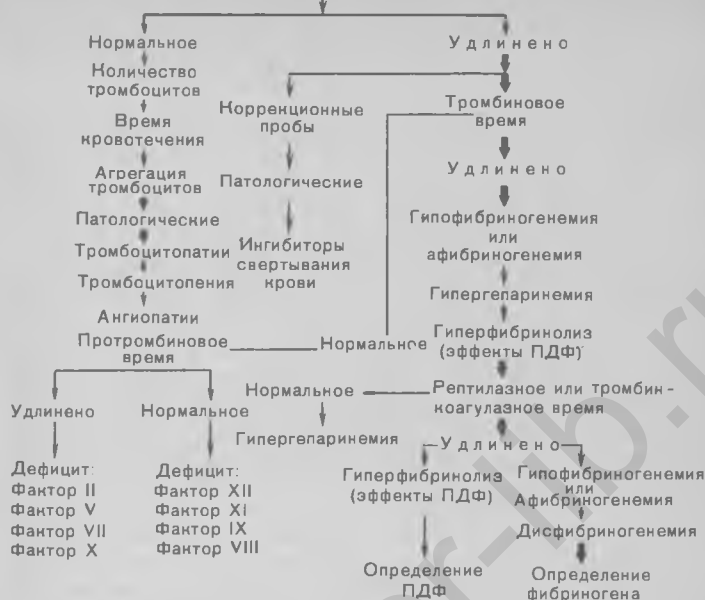 Нормальное
Удлинено
Количество
тромбоцитов
Время
кровотечения
Агрегация
тромбоцитов
Патологические
Тромбоцитопатии
Тромбоцитопения
Ангиопатии
Коррекционные
пробы
Патологические
Ингибиторы
свертывания
крови
Тромбиновое
время
Удлинено
Гипофибриногенемия
или
афибриногенемия
Гипергепаринемия
Гиперфибринолиз
(эффекты ПДФ)
Протромбиновое
время
Нормальное
Удлинено
Нормальное
Дефицит:
Фактор II
Фактор V
Фактор VII
Фактор X
Дефицит:
Фактор XII
Фактор XI
Фактор IX
Фактор VIII
Нормальное
Гипергепаринемия
Рептилазное или тромбин-
коагулазное время
Удлинено
Гиперфибринолиз
(эффекты ПДФ)
Определение
ПДФ
Гипофибриногенемия
или
Афибриногенемия
Дисфибриногенемия
Определение
фибриногена